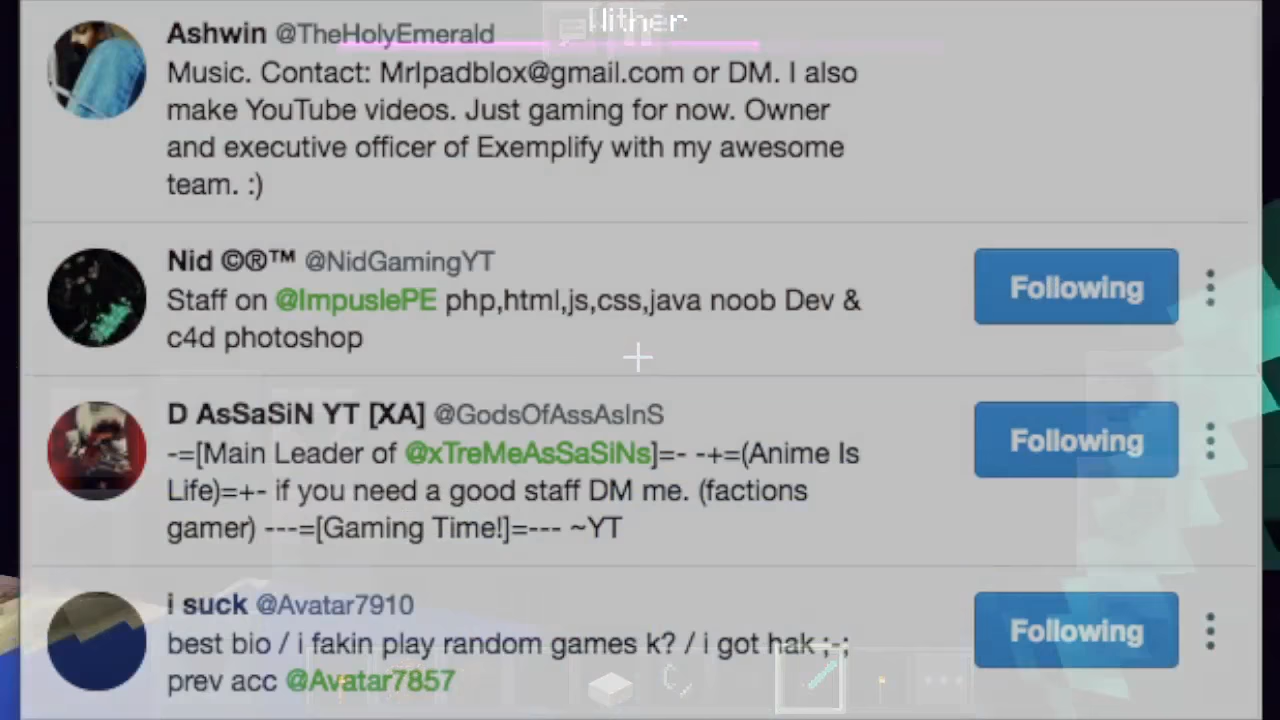 Wither
Ashwin @TheHolyEmerald
Music. Contact: MrIpadblox@gmail.com or DM. I also
make YouTube videos. Just gaming for now. Owner
and executive officer of Exemplify with my awesome
team. :)
Nid ©®™ @NidGamingYT
Following
Staff on @ImpuslePE php,html,js,css,java noob Dev &
c4d photoshop
D AsSaSiN YT [XA] @GodsOfAssAsInS
Following
-=[Main Leader of @xTreMeAsSaSiNs]=- -+=(Anime Is
Life)=+- if you need a good staff DM me. (factions
gamer) ---=[Gaming Time!]=--- ~YT
i suck @Avatar7910
Following
best bio / i fakin play random games k? / i got hak ;-;
prev acc @Avatar7857